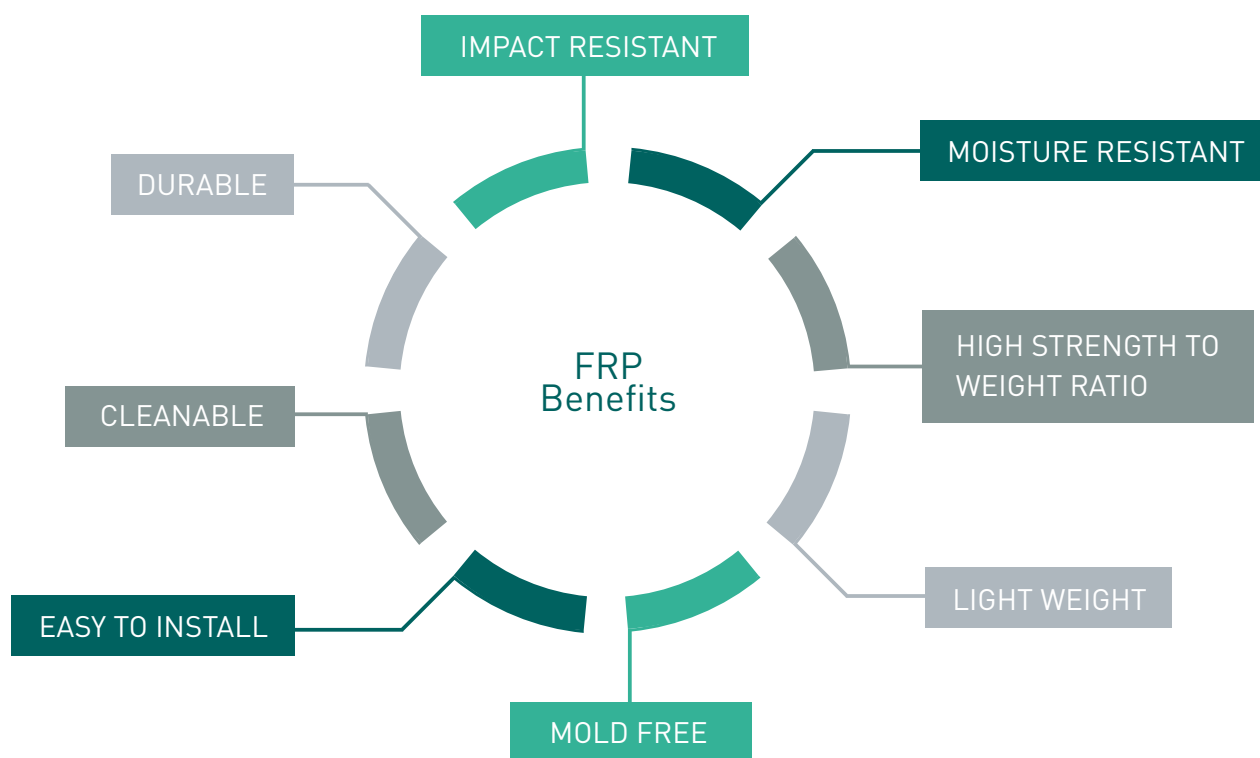 IMPACT RESISTANT
MOISTURE RESISTANT
DURABLE
HIGH STRENGTH TO
WEIGHT RATIO
FRP
Benefits
CLEANABLE
LIGHT WEIGHT
EASY TO INSTALL
MOLD FREE